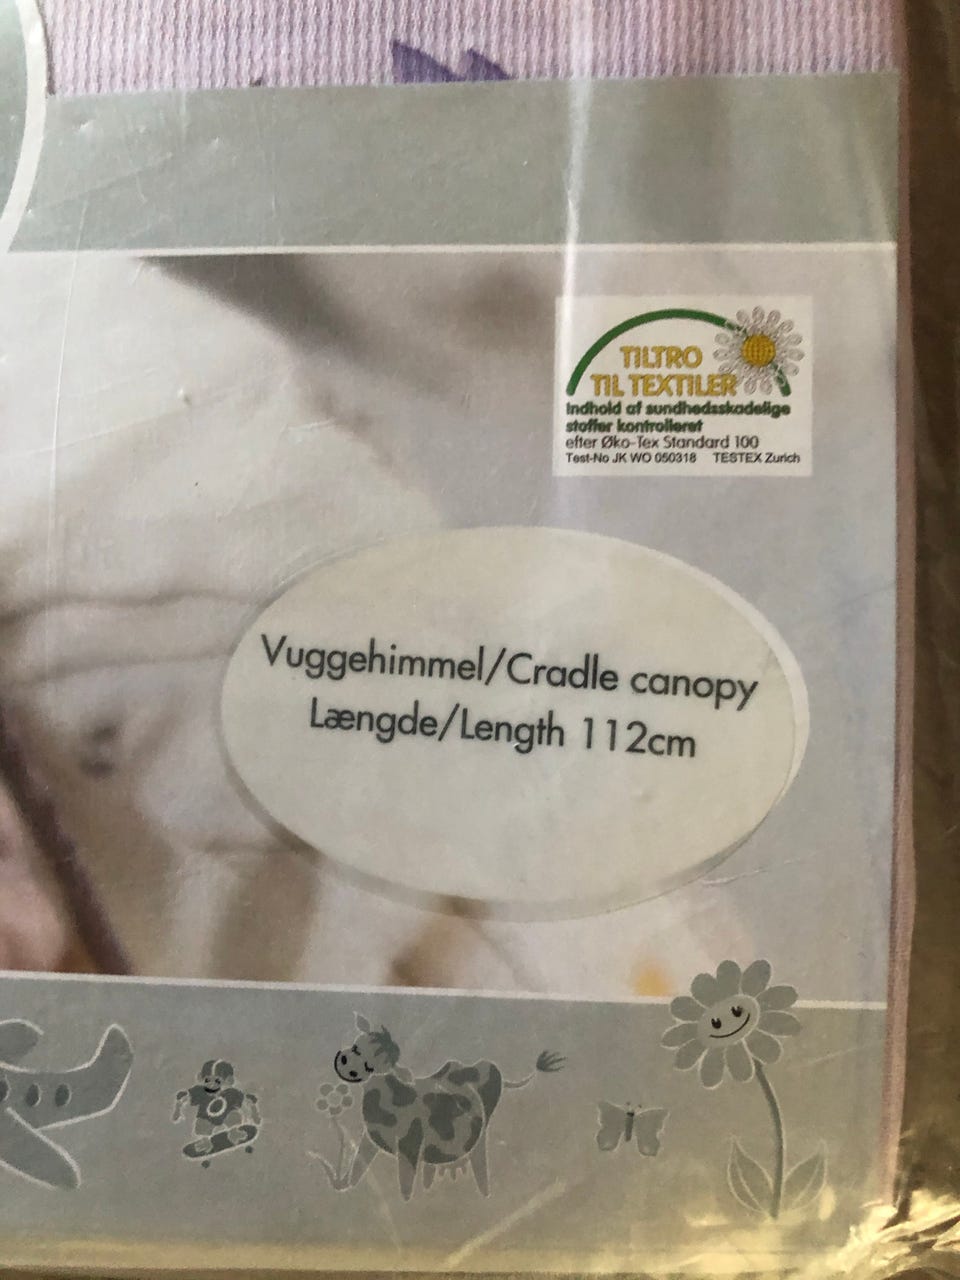 TILTRO
TIL TEXTILER
Indhold af sundhedsskadelige
stoffer kontrolleret
efter Øko-Tex Standard 100
Test-No JK WO 050318 TESTEX Zurich
Vuggehimmel/Cradle canopy
Længde/Length 112cm